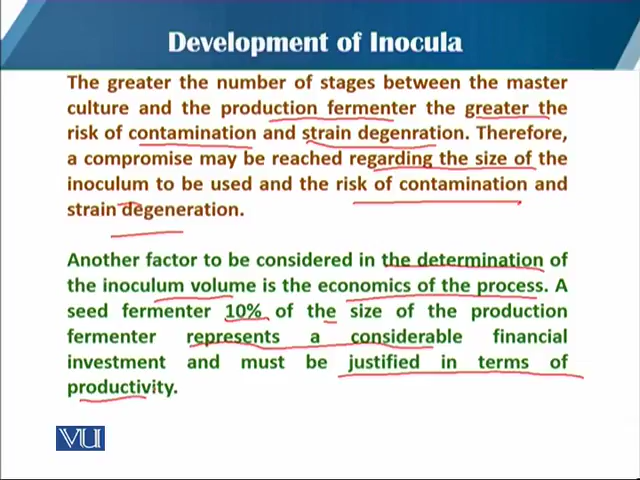 Development of Inocula
The greater the number of stages between the master
culture and the production fermenter the greater the
risk of contamination and strain degenration. Therefore,
a compromise may be reached regarding the size of the
inoculum to be used and the risk of contamination and
strain degeneration.
Another factor to be considered in the determination of
the inoculum volume is the economics of the process. A
seed fermenter 10% of the size of the production
fermenter represents a considerable financial
investment and must be justified in terms of
productivity.
VU